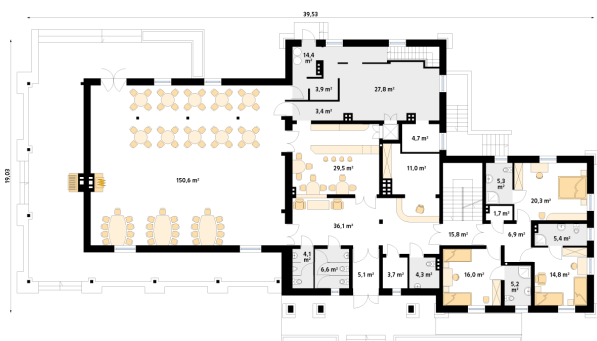 39,53
19,03
14,4
m²
3,9 m²
27,8 m²
3,4 m²
4,7 m²
150,6 m²
29,5 m²
11,0 m²
5,3
m²
20,3 m²
1,7 m²
36,1 m²
15,8 m²
6,9 m²
5,4 m²
4,1
m²
6,6 m²
5,1 m²
3,7 m²
4,3 m²
16,0 m²
5,2
m²
14,8 m²